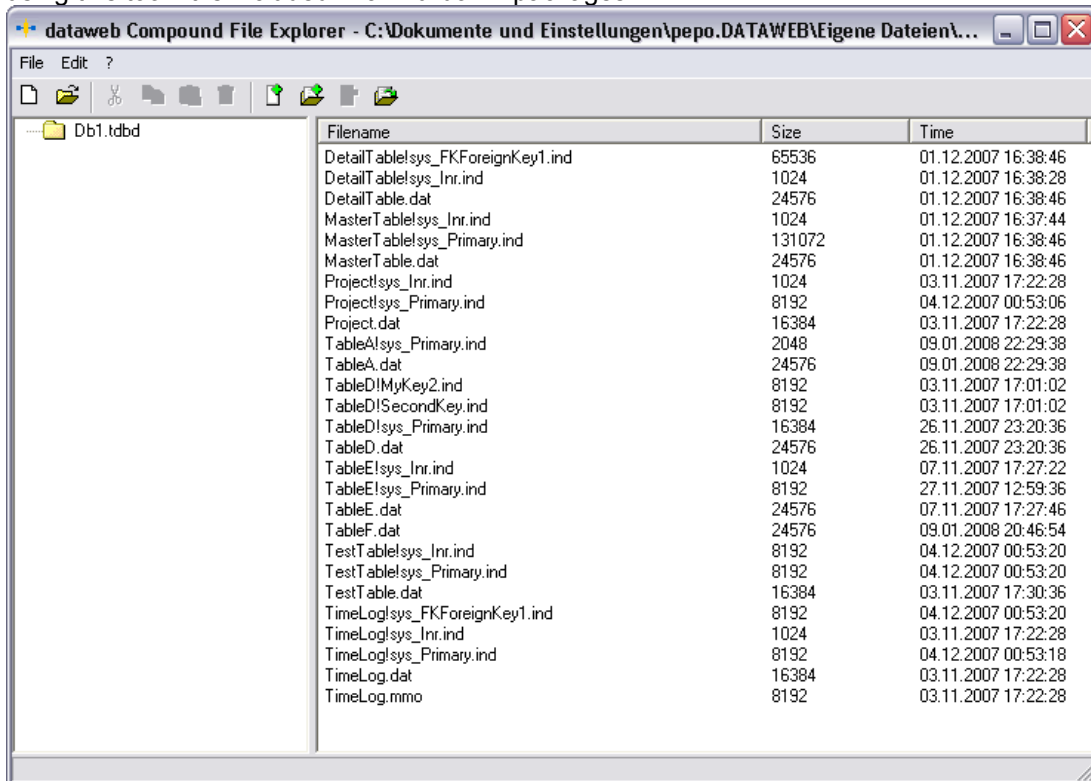 dataweb Compound File Explorer - C:\Dokumente und Einstellungen\pepo.DATAWEB\Eigene Dateien\...
File Edit ?
Db1.tdbd
Filename Size Time
DetailTable!sys_FKForeignKey1.ind 65536 01.12.2007 16:38:46
DetailTable!sys_Inr.ind 1024 01.12.2007 16:38:28
DetailTable.dat 24576 01.12.2007 16:38:46
MasterTable!sys_Inr.ind 1024 01.12.2007 16:37:44
MasterTable!sys_Primary.ind 131072 01.12.2007 16:38:46
MasterTable.dat 24576 01.12.2007 16:38:46
Project!sys_Inr.ind 1024 03.11.2007 17:22:28
Project!sys_Primary.ind 8192 04.12.2007 00:53:06
Project.dat 16384 03.11.2007 17:22:28
TableA!sys_Primary.ind 2048 09.01.2008 22:29:38
TableA.dat 24576 09.01.2008 22:29:38
TableD!MyKey2.ind 8192 03.11.2007 17:01:02
TableD!SecondKey.ind 8192 03.11.2007 17:01:02
TableD!sys_Primary.ind 16384 26.11.2007 23:20:36
TableD.dat 24576 26.11.2007 23:20:36
TableE!sys_Inr.ind 1024 07.11.2007 17:27:22
TableE!sys_Primary.ind 8192 27.11.2007 12:59:36
TableE.dat 24576 07.11.2007 17:27:46
TableF.dat 24576 09.01.2008 20:46:54
TestTable!sys_Inr.ind 8192 04.12.2007 00:53:20
TestTable!sys_Primary.ind 8192 04.12.2007 00:53:20
TestTable.dat 16384 03.11.2007 17:30:36
TimeLog!sys_FKForeignKey1.ind 8192 04.12.2007 00:53:20
TimeLog!sys_Inr.ind 1024 03.11.2007 17:22:28
TimeLog!sys_Primary.ind 8192 04.12.2007 00:53:18
TimeLog.dat 16384 03.11.2007 17:22:28
TimeLog.mmo 8192 03.11.2007 17:22:28